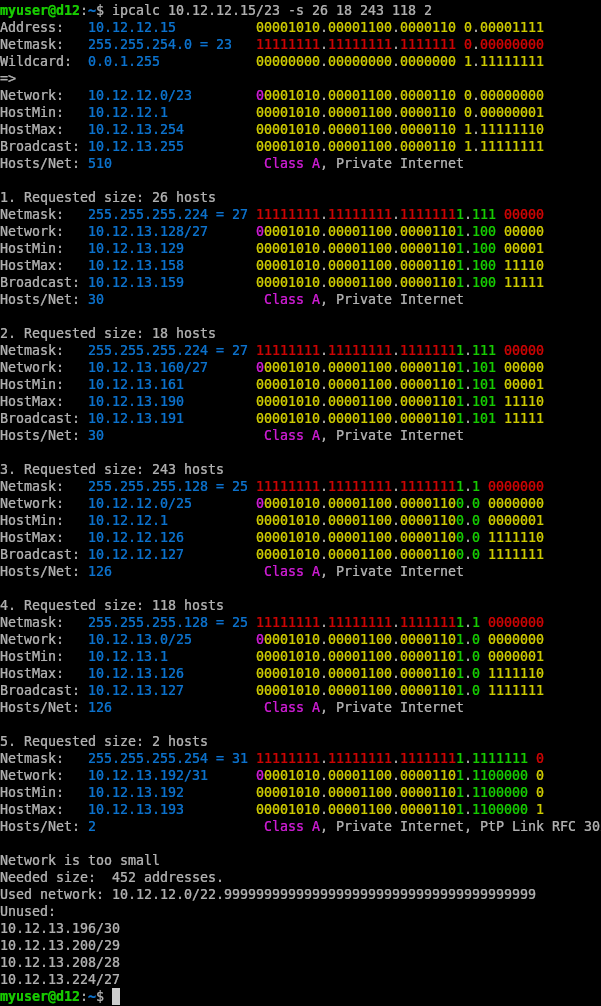 myuser@d12:~$ ipcalc 10.12.12.15/23 -s 26 18 243 118 2
Address:   10.12.12.15          00001010.00001100.0000110 0.00001111
Netmask:   255.255.254.0 = 23   11111111.11111111.1111111 0.00000000
Wildcard:  0.0.1.255            00000000.00000000.0000000 1.11111111
=>
Network:   10.12.12.0/23        00001010.00001100.0000110 0.00000000
HostMin:   10.12.12.1           00001010.00001100.0000110 0.00000001
HostMax:   10.12.13.254         00001010.00001100.0000110 1.11111110
Broadcast: 10.12.13.255         00001010.00001100.0000110 1.11111111
Hosts/Net: 510                   Class A, Private Internet

1. Requested size: 26 hosts
Netmask:   255.255.255.224 = 27 11111111.11111111.11111111.111 00000
Network:   10.12.13.128/27      00001010.00001100.00001101.100 00000
HostMin:   10.12.13.129         00001010.00001100.00001101.100 00001
HostMax:   10.12.13.158         00001010.00001100.00001101.100 11110
Broadcast: 10.12.13.159         00001010.00001100.00001101.100 11111
Hosts/Net: 30                    Class A, Private Internet

2. Requested size: 18 hosts
Netmask:   255.255.255.224 = 27 11111111.11111111.11111111.111 00000
Network:   10.12.13.160/27      00001010.00001100.00001101.101 00000
HostMin:   10.12.13.161         00001010.00001100.00001101.101 00001
HostMax:   10.12.13.190         00001010.00001100.00001101.101 11110
Broadcast: 10.12.13.191         00001010.00001100.00001101.101 11111
Hosts/Net: 30                    Class A, Private Internet

3. Requested size: 243 hosts
Netmask:   255.255.255.128 = 25 11111111.11111111.11111111.1 0000000
Network:   10.12.12.0/25        00001010.00001100.00001100.0 0000000
HostMin:   10.12.12.1           00001010.00001100.00001100.0 0000001
HostMax:   10.12.12.126         00001010.00001100.00001100.0 1111110
Broadcast: 10.12.12.127         00001010.00001100.00001100.0 1111111
Hosts/Net: 126                   Class A, Private Internet

4. Requested size: 118 hosts
Netmask:   255.255.255.128 = 25 11111111.11111111.11111111.1 0000000
Network:   10.12.13.0/25        00001010.00001100.00001101.0 0000000
HostMin:   10.12.13.1           00001010.00001100.00001101.0 0000001
HostMax:   10.12.13.126         00001010.00001100.00001101.0 1111110
Broadcast: 10.12.13.127         00001010.00001100.00001101.0 1111111
Hosts/Net: 126                   Class A, Private Internet

5. Requested size: 2 hosts
Netmask:   255.255.255.254 = 31 11111111.11111111.11111111.1111111 0
Network:   10.12.13.192/31      00001010.00001100.00001101.1100000 0
HostMin:   10.12.13.192         00001010.00001100.00001101.1100000 0
HostMax:   10.12.13.193         00001010.00001100.00001101.1100000 1
Hosts/Net: 2                     Class A, Private Internet, PtP Link RFC 30

Network is too small
Needed size:  452 addresses.
Used network: 10.12.12.0/22.999999999999999999999999999999999999999
Unused:
10.12.13.196/30
10.12.13.200/29
10.12.13.208/28
10.12.13.224/27
myuser@d12:~$